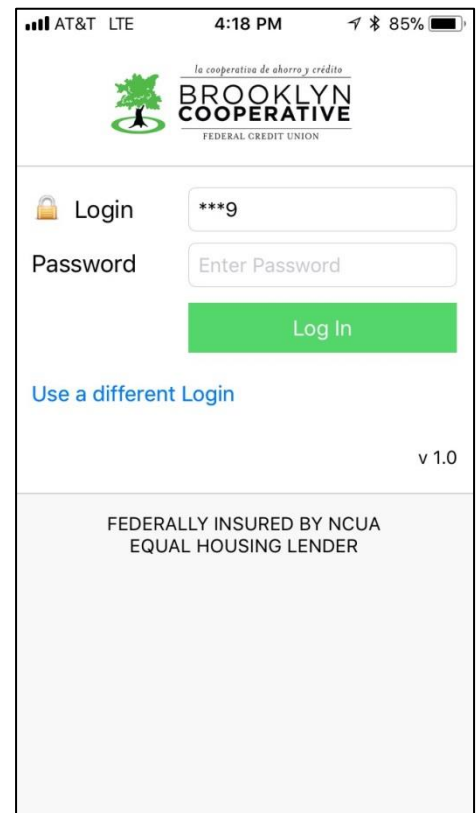 AT&T LTE 4:18 PM 85%
la cooperativa de ahorro y crédito
BROOKLYN
COOPERATIVE
FEDERAL CREDIT UNION
Login ***9
Password Enter Password
Log In
Use a different Login
v 1.0
FEDERALLY INSURED BY NCUA
EQUAL HOUSING LENDER